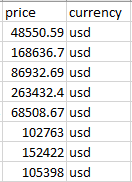 price currency
48550.59 usd
168636.7 usd
86932.69 usd
263432.4 usd
68508.67 usd
102763 usd
152422 usd
105398 usd